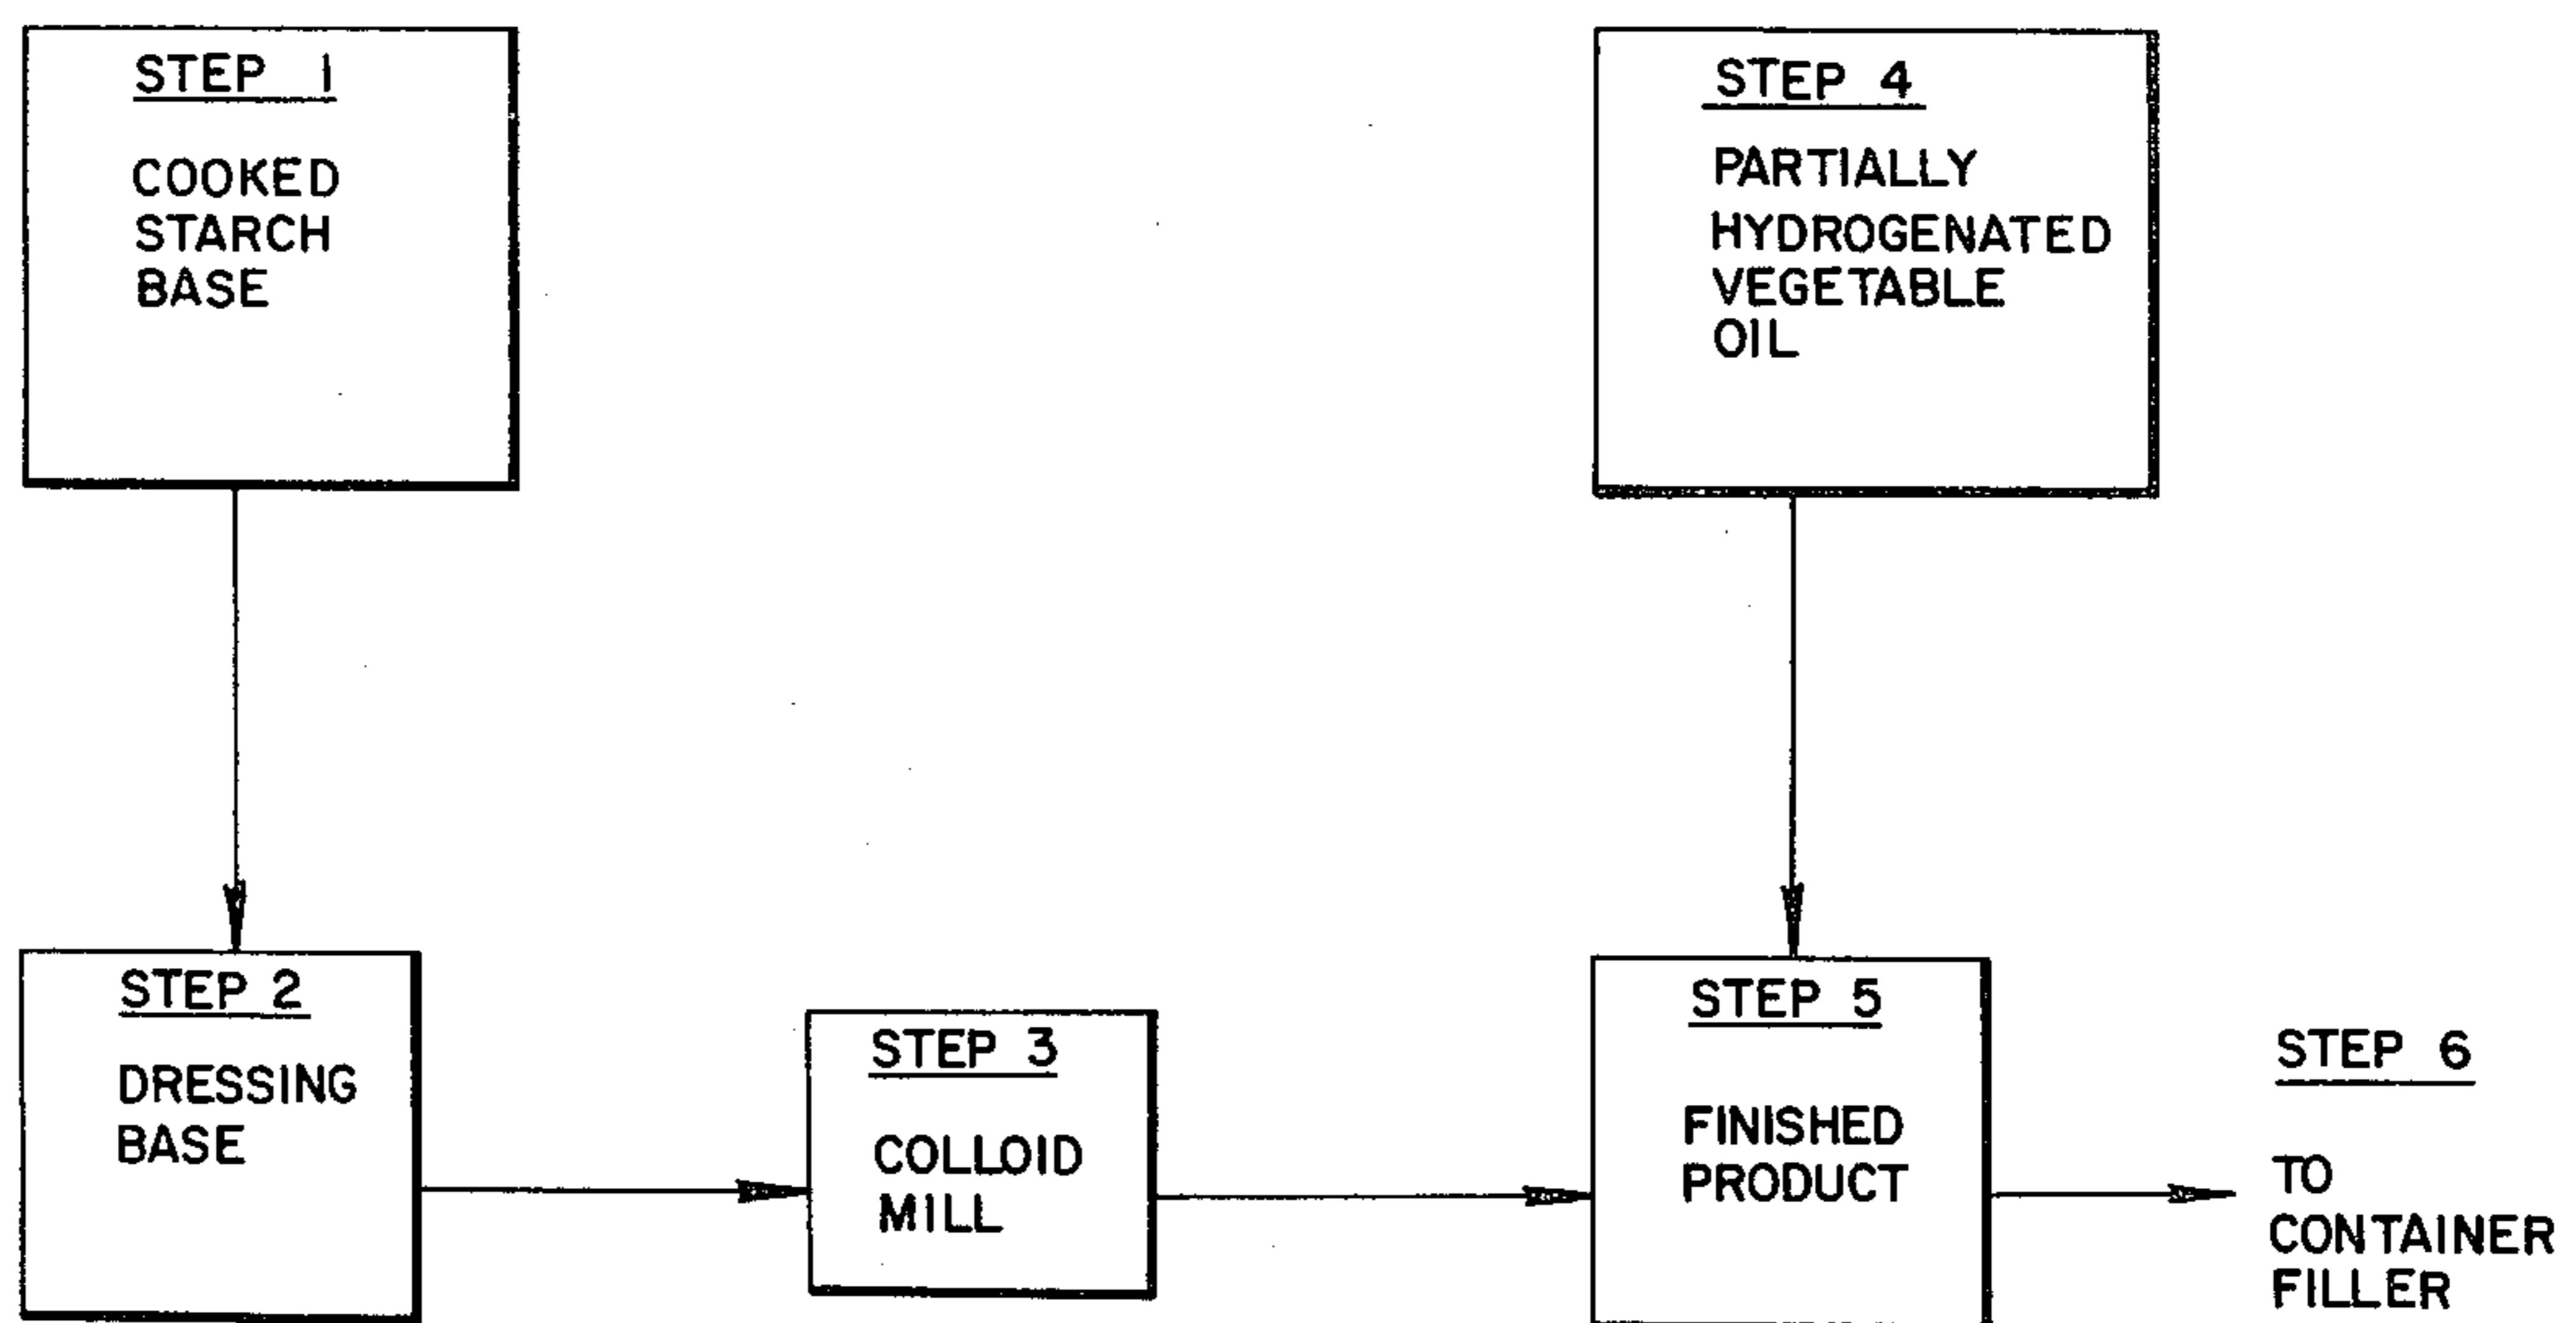 STEP 1
COOKED
STARCH
BASE
STEP 4
PARTIALLY
HYDROGENATED
VEGETABLE
OIL
STEP 2
DRESSING
BASE
STEP 3
COLLOID
MILL
STEP 5
FINISHED
PRODUCT
STEP 6
TO
CONTAINER
FILLER